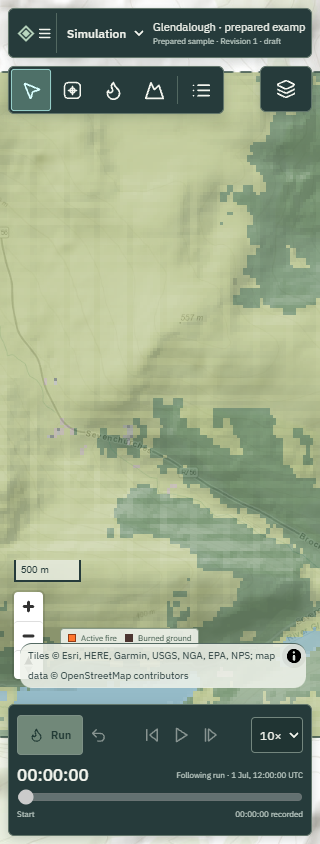 Simulation
Glendalough · prepared examp
Prepared sample · Revision 1 · draft
557 m
500 m
Active fire
Burned ground
Tiles © Esri, HERE, Garmin, USGS, NGA, EPA, NPS; map
data © OpenStreetMap contributors
Run
10×
00:00:00
Following run · 1 Jul, 12:00:00 UTC
Start
00:00:00 recorded